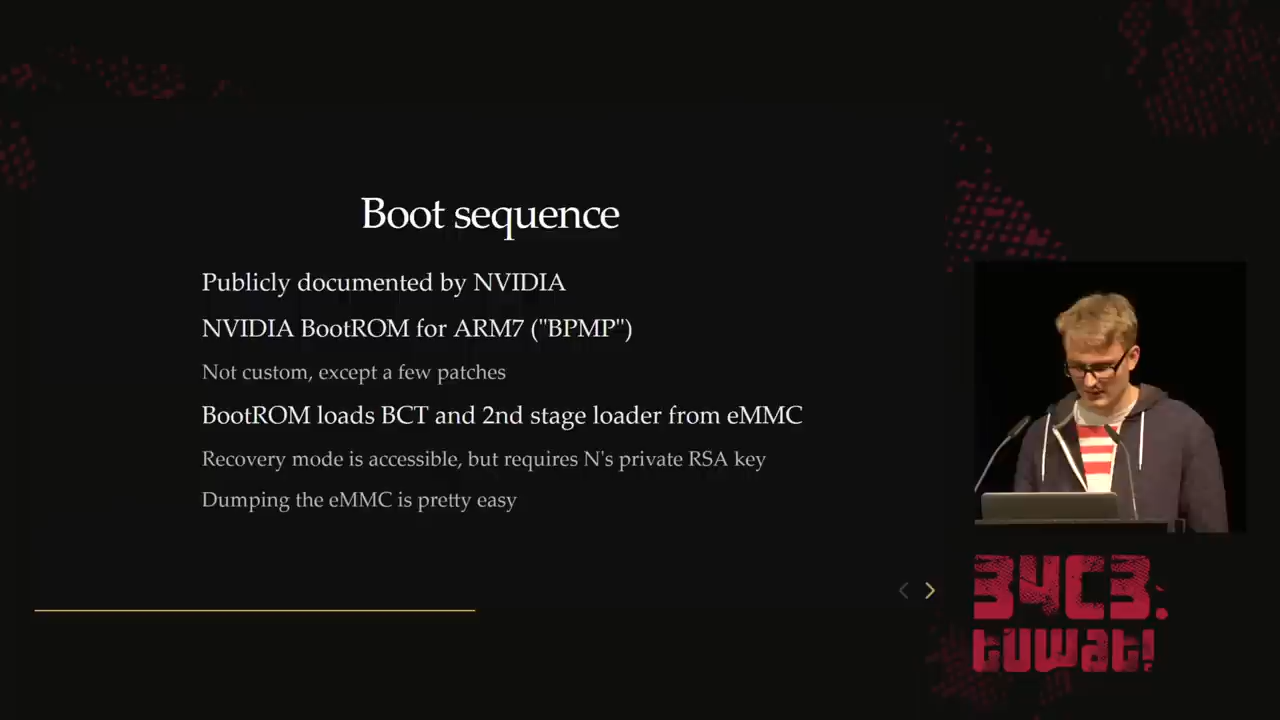 Boot sequence
Publicly documented by NVIDIA
NVIDIA BootROM for ARM7 ("BPMP")
Not custom, except a few patches
BootROM loads BCT and 2nd stage loader from eMMC
Recovery mode is accessible, but requires N's private RSA key
Dumping the eMMC is pretty easy
34C3:
tuwat!